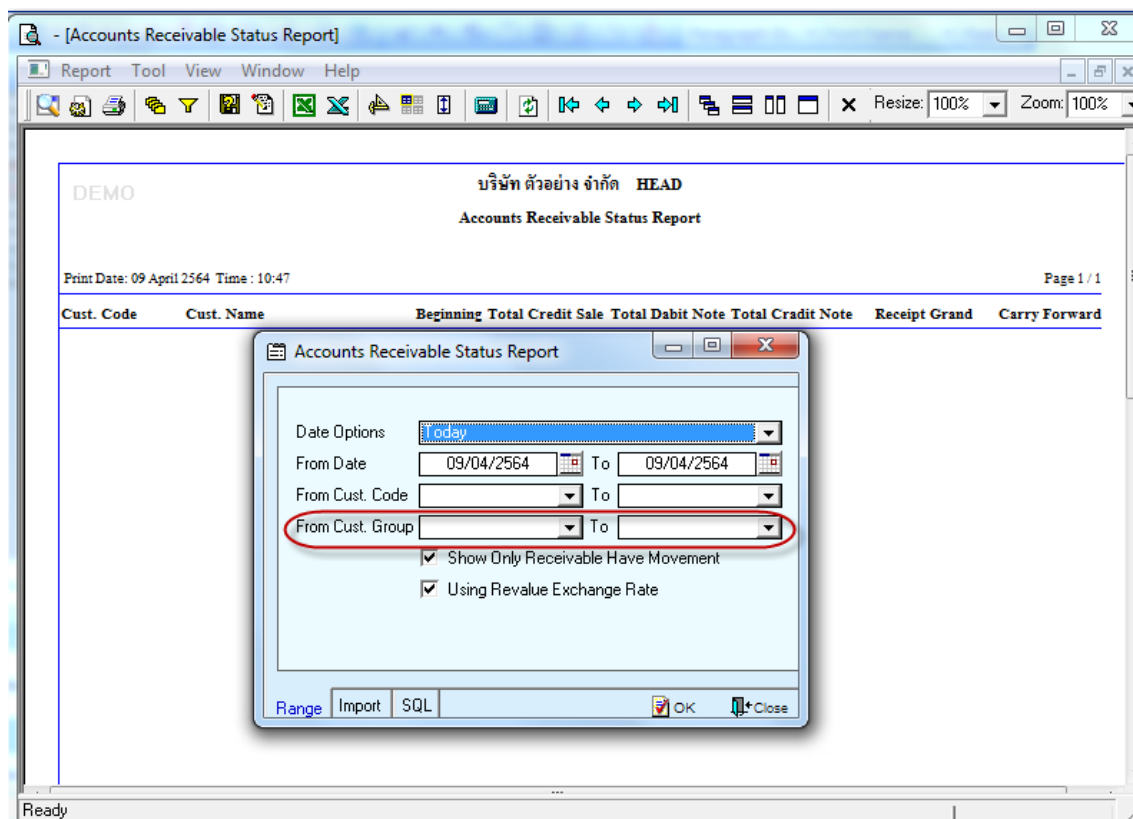 - [Accounts Receivable Status Report]
Report Tool View Window Help
Resize: 100% Zoom: 100%
DEMO
บริษัท ตัวอย่าง จำกัด HEAD
Accounts Receivable Status Report
Print Date: 09 April 2564 Time : 10:47 Page 1 / 1
Cust. Code Cust. Name Beginning Total Credit Sale Total Dabit Note Total Cradit Note Receipt Grand Carry Forward
Accounts Receivable Status Report
Date Options Today
From Date 09/04/2564 To 09/04/2564
From Cust. Code To
From Cust. Group To
Show Only Receivable Have Movement
Using Revalue Exchange Rate
Range Import SQL OK Close
Ready